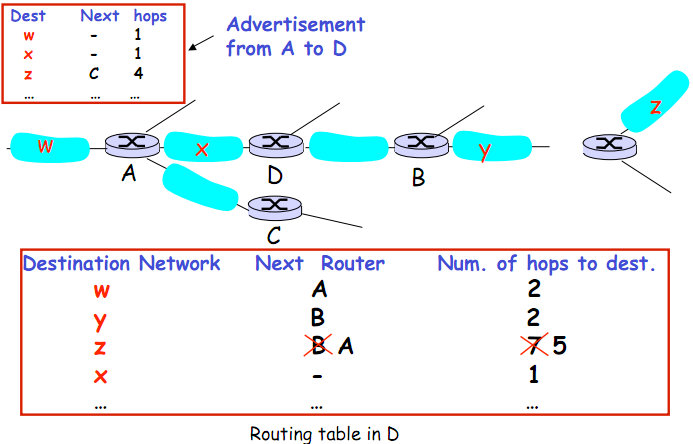 Dest Next hops
w - 1
x - 1
z C 4
... ... ...
Advertisement
from A to D
w
x
y
z
A
D
B
C
Destination Network Next Router Num. of hops to dest.
w A 2
y B 2
z B A 7 5
x - 1
... ... ...
Routing table in D